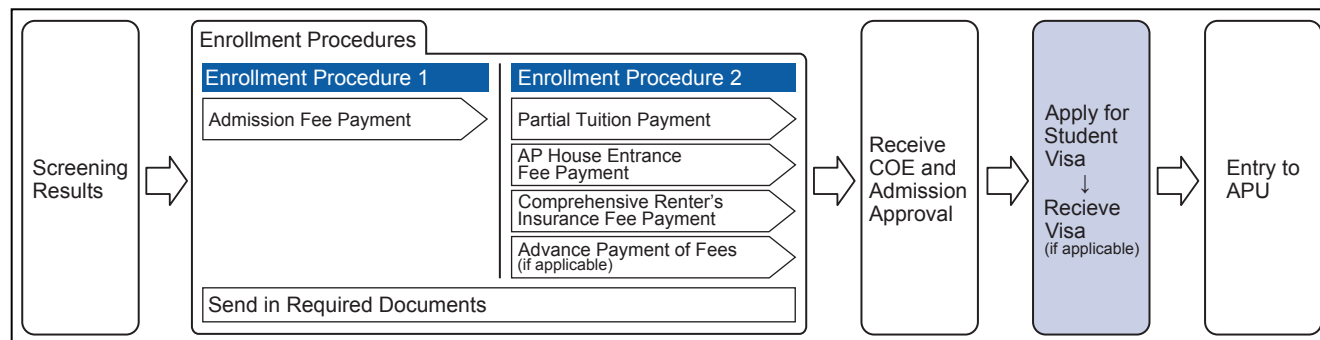 Screening
Results
Enrollment Procedures
Enrollment Procedure 1
Admission Fee Payment
Enrollment Procedure 2
Partial Tuition Payment
AP House Entrance
Fee Payment
Comprehensive Renter's
Insurance Fee Payment
Advance Payment of Fees
(if applicable)
Send in Required Documents
Receive
COE and
Admission
Approval
Apply for
Student
Visa
↓
Recieve
Visa
(if applicable)
Entry to
APU